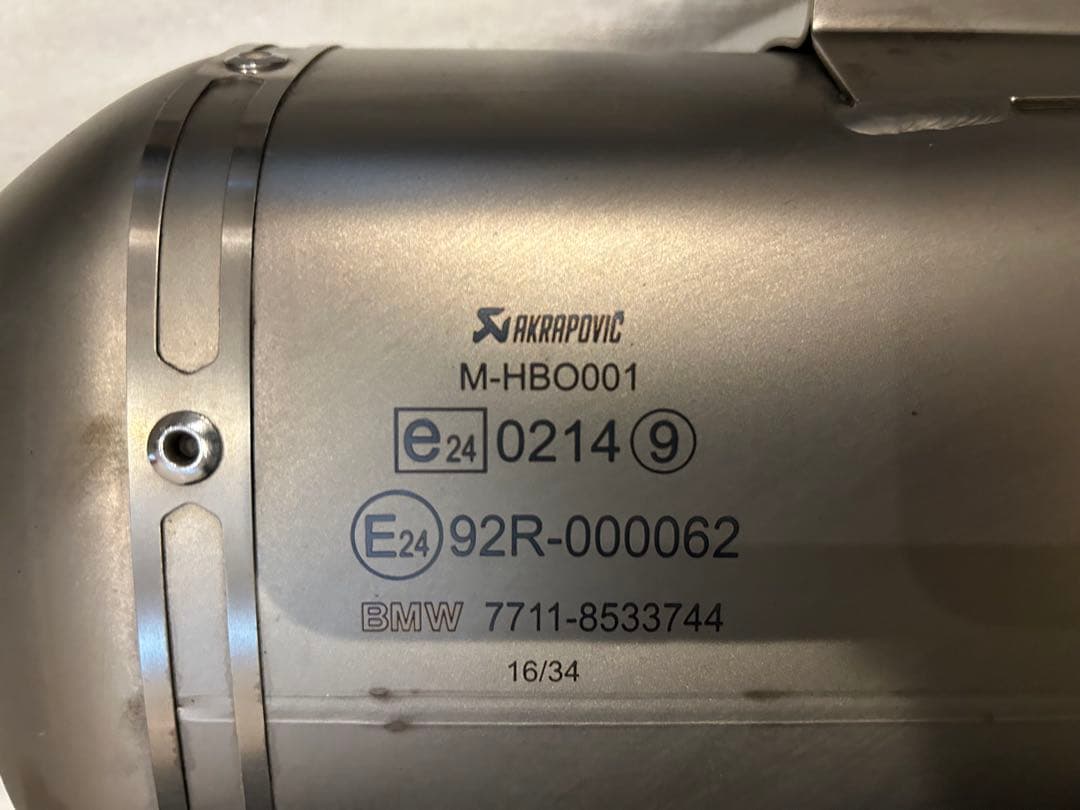 AKRAPOVIČ
M-HBO001
e24 0214 9
E24 92R-000062
BMW 7711-8533744
16/34